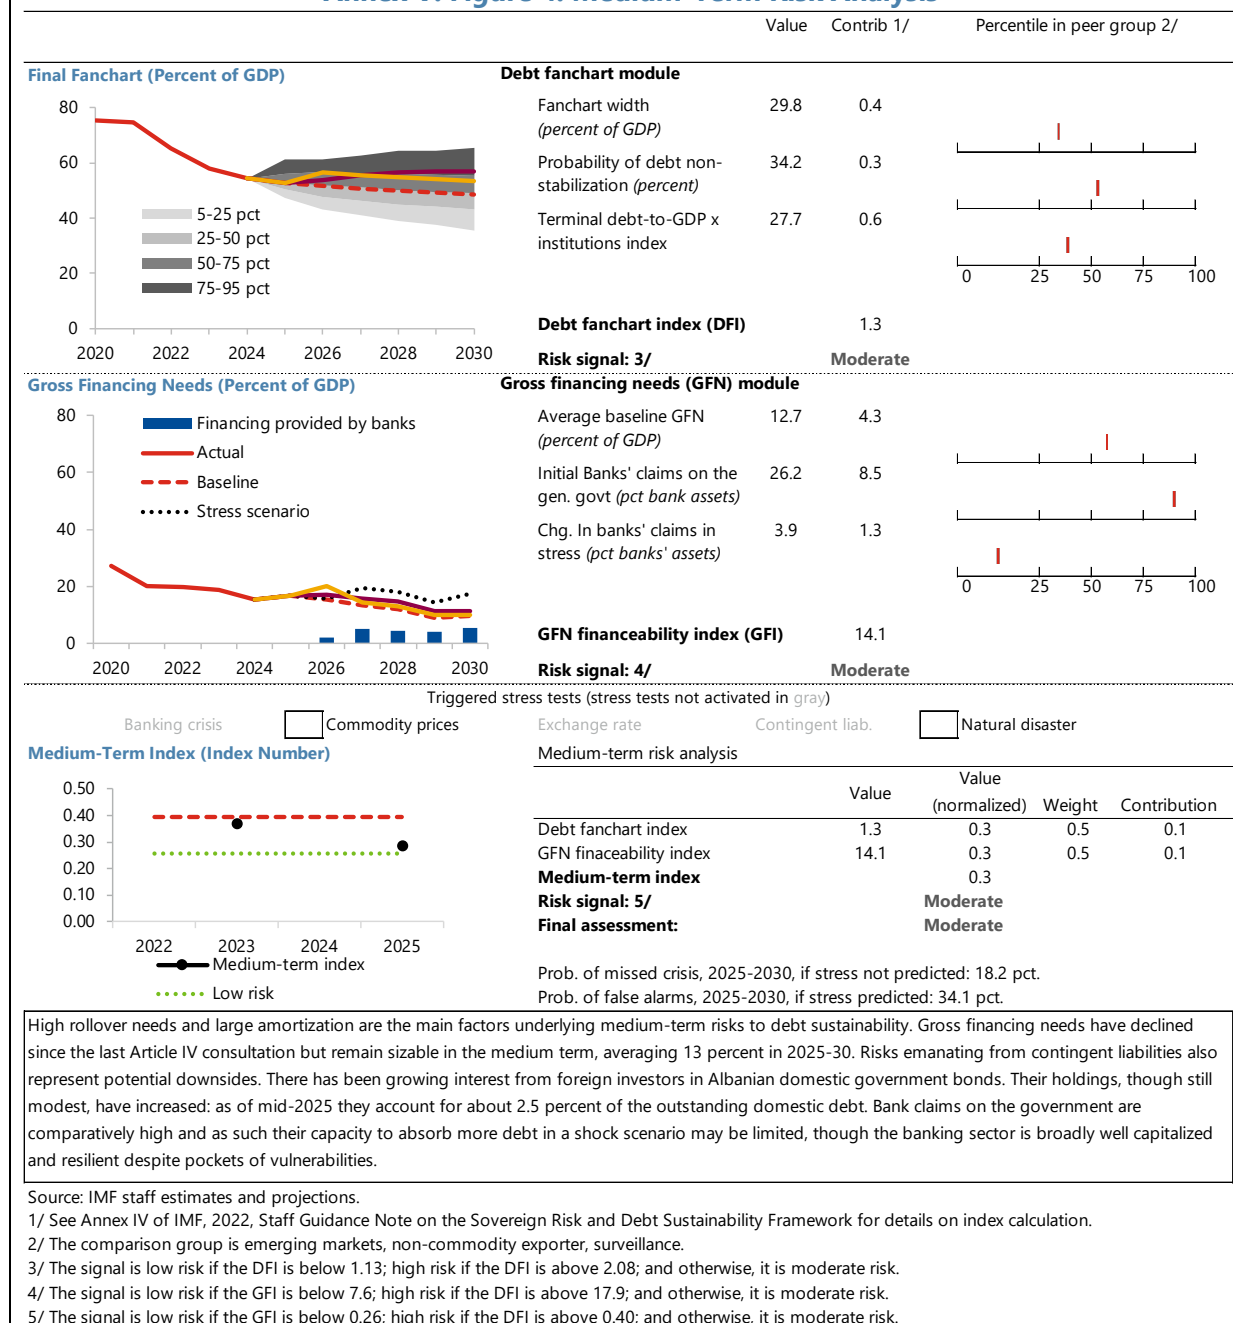 Annex V. Figure 4. Medium-Term Risk Analysis
Value Contrib 1/ Percentile in peer group 2/
Final Fanchart (Percent of GDP)
80
60
40
20
0
5-25 pct
25-50 pct
50-75 pct
75-95 pct
2020 2022 2024 2026 2028 2030
Debt fanchart module
Fanchart width 29.8 0.4
(percent of GDP)
Probability of debt non- 34.2 0.3
stabilization (percent)
Terminal debt-to-GDP x 27.7 0.6
institutions index
0 25 50 75 100
Debt fanchart index (DFI) 1.3
Risk signal: 3/ Moderate
Gross Financing Needs (Percent of GDP)
80
60
40
20
0
Financing provided by banks
Actual
Baseline
Stress scenario
2020 2022 2024 2026 2028 2030
Gross financing needs (GFN) module
Average baseline GFN 12.7 4.3
(percent of GDP)
Initial Banks' claims on the 26.2 8.5
gen. govt (pct bank assets)
Chg. In banks' claims in 3.9 1.3
stress (pct banks' assets)
0 25 50 75 100
GFN financeability index (GFI) 14.1
Risk signal: 4/ Moderate
Triggered stress tests (stress tests not activated in gray)
Banking crisis Commodity prices Exchange rate Contingent liab. Natural disaster
Medium-Term Index (Index Number)
0.50
0.40
0.30
0.20
0.10
0.00
2022 2023 2024 2025
Medium-term index
Low risk
Medium-term risk analysis
Value Value
(normalized) Weight Contribution
Debt fanchart index 1.3 0.3 0.5 0.1
GFN finaceability index 14.1 0.3 0.5 0.1
Medium-term index 0.3
Risk signal: 5/ Moderate
Final assessment: Moderate
Prob. of missed crisis, 2025-2030, if stress not predicted: 18.2 pct.
Prob. of false alarms, 2025-2030, if stress predicted: 34.1 pct.
High rollover needs and large amortization are the main factors underlying medium-term risks to debt sustainability. Gross financing needs have declined
since the last Article IV consultation but remain sizable in the medium term, averaging 13 percent in 2025-30. Risks emanating from contingent liabilities also
represent potential downsides. There has been growing interest from foreign investors in Albanian domestic government bonds. Their holdings, though still
modest, have increased: as of mid-2025 they account for about 2.5 percent of the outstanding domestic debt. Bank claims on the government are
comparatively high and as such their capacity to absorb more debt in a shock scenario may be limited, though the banking sector is broadly well capitalized
and resilient despite pockets of vulnerabilities.
Source: IMF staff estimates and projections.
1/ See Annex IV of IMF, 2022, Staff Guidance Note on the Sovereign Risk and Debt Sustainability Framework for details on index calculation.
2/ The comparison group is emerging markets, non-commodity exporter, surveillance.
3/ The signal is low risk if the DFI is below 1.13; high risk if the DFI is above 2.08; and otherwise, it is moderate risk.
4/ The signal is low risk if the GFI is below 7.6; high risk if the DFI is above 17.9; and otherwise, it is moderate risk.
5/ The signal is low risk if the GFI is below 0.26; high risk if the DFI is above 0.40; and otherwise, it is moderate risk.